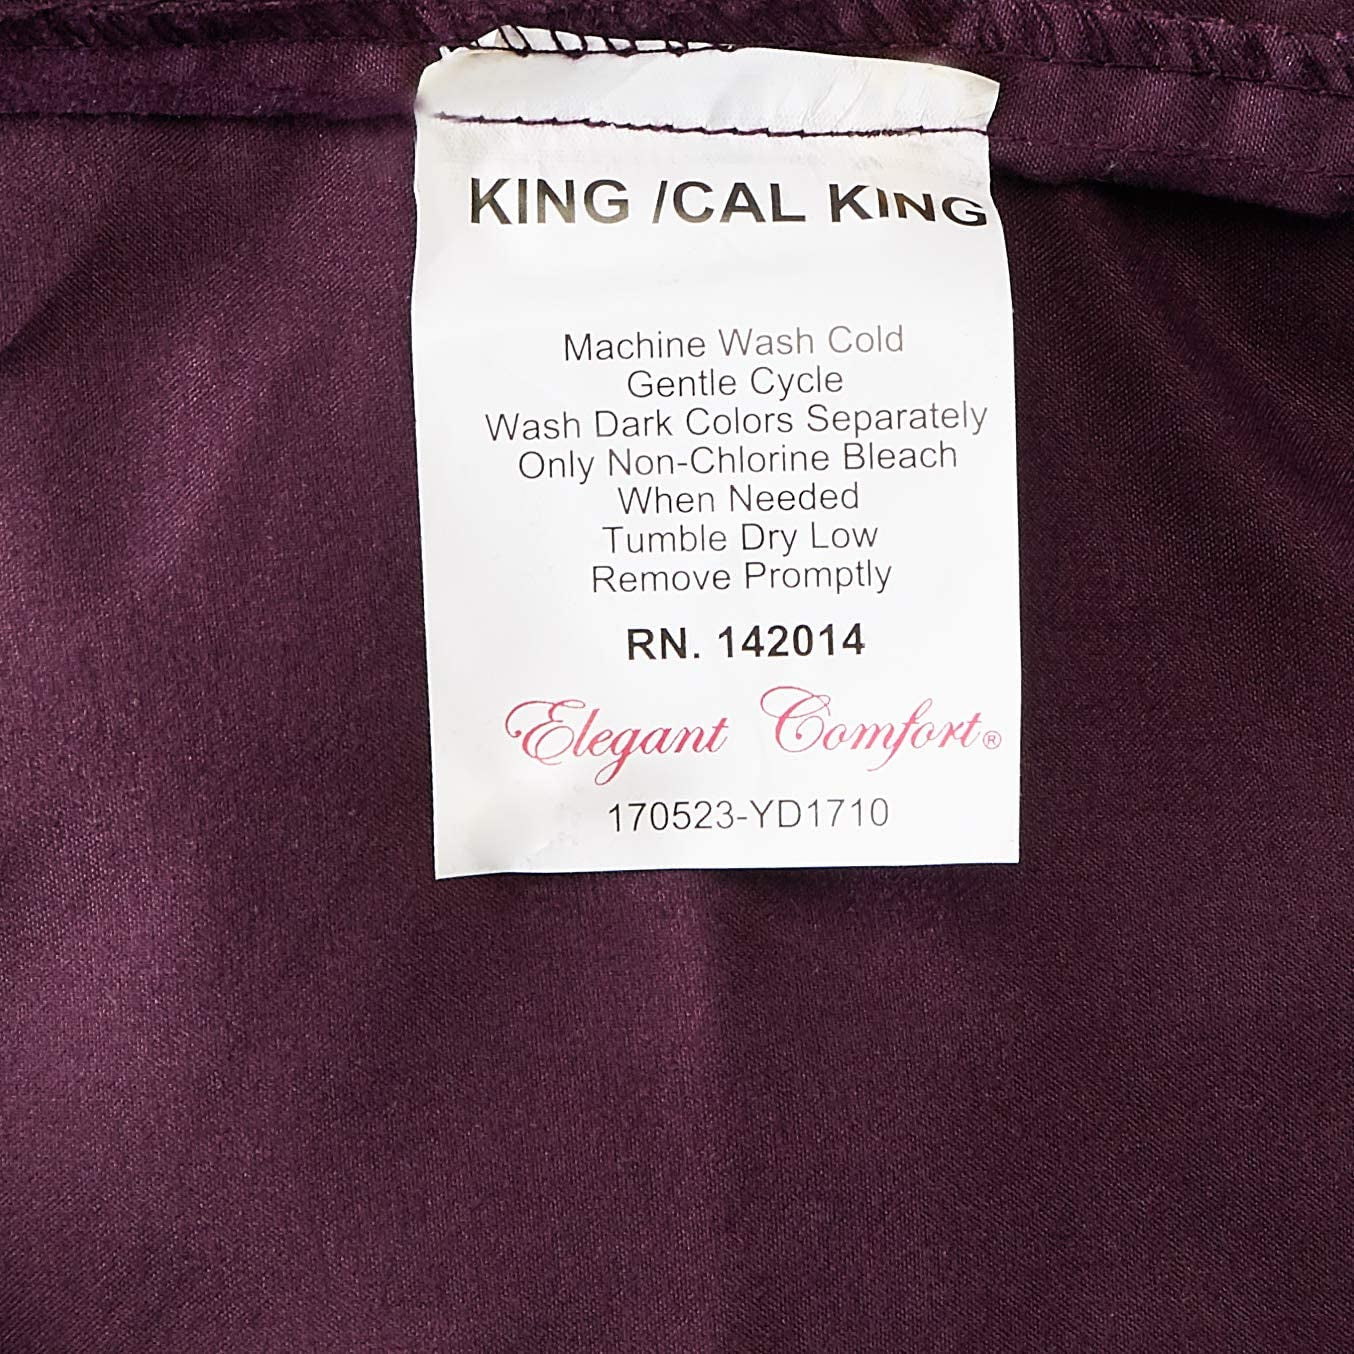 KING /CAL KING
Machine Wash Cold
Gentle Cycle
Wash Dark Colors Separately
Only Non-Chlorine Bleach
When Needed
Tumble Dry Low
Remove Promptly
RN. 142014
Elegant Comfort®
170523-YD1710